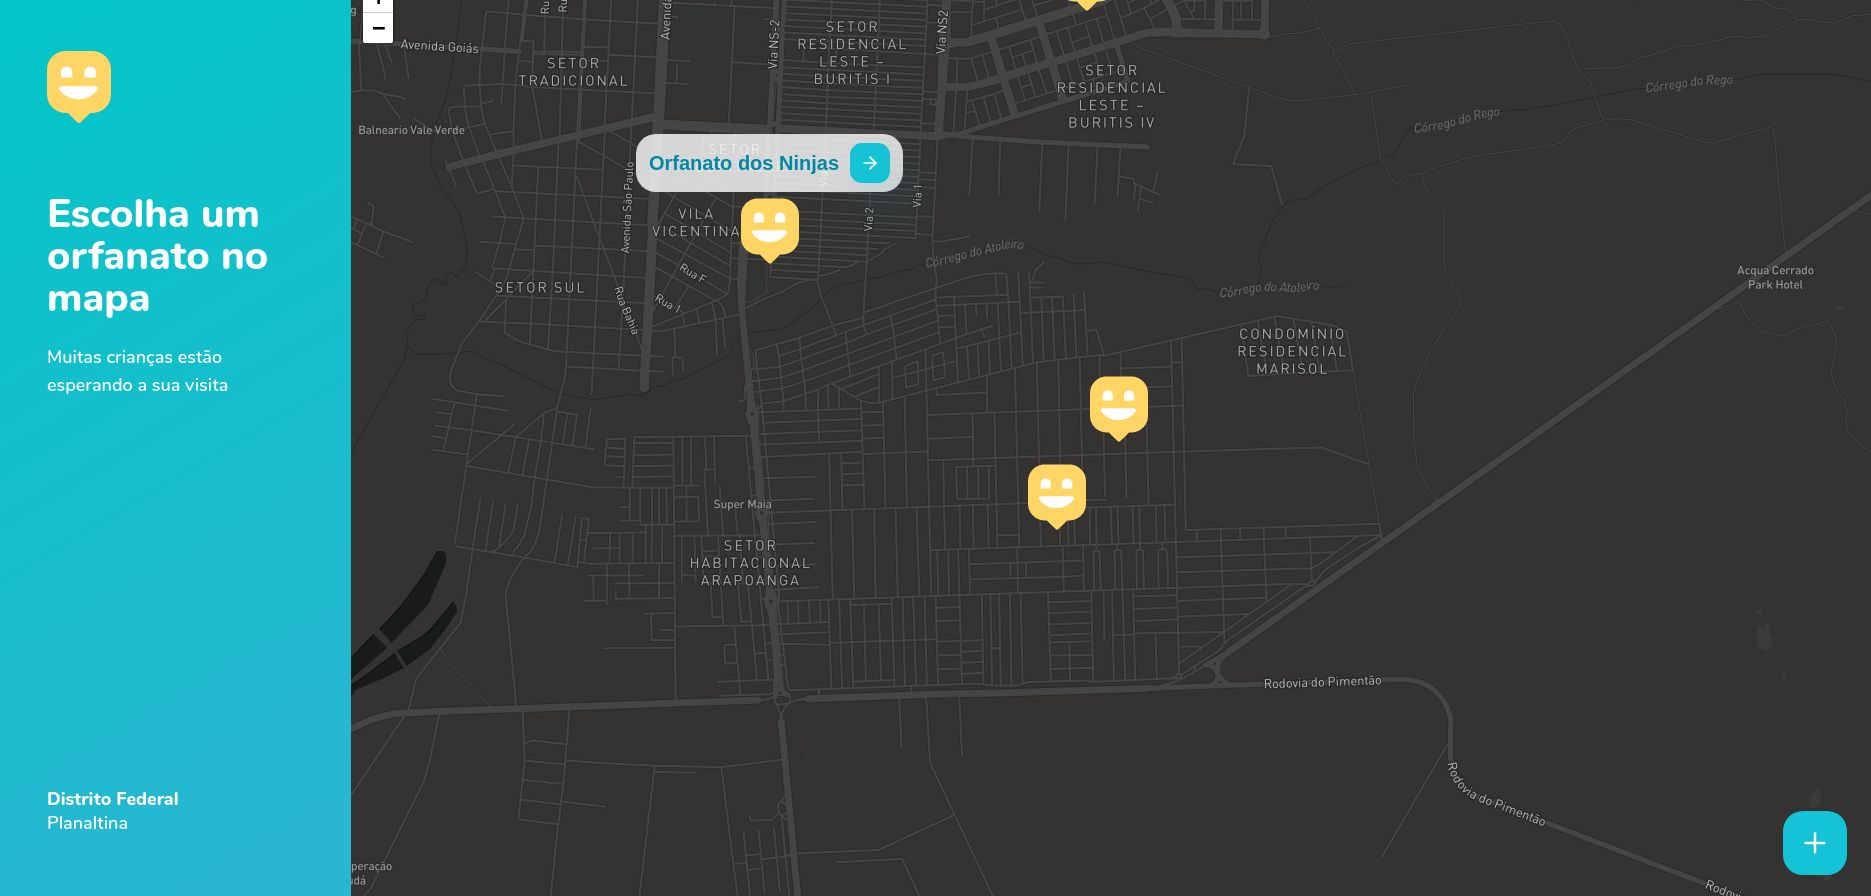 Escolha um
orfanato no
mapa
Muitas crianças estão
esperando a sua visita
Distrito Federal
Planaltina
−
Avenida Goiás
Avenida
Via NS-2
Via NS2
SETOR
TRADICIONAL
SETOR
RESIDENCIAL
LESTE –
BURITIS I
SETOR
RESIDENCIAL
LESTE –
BURITIS IV
Córrego do Rego
Córrego do Rego
Balneario Vale Verde
SETOR
Orfanato dos Ninjas
Avenida São Paulo
Via 1
Via 2
VILA
VICENTINA
Rua F
Rua 1
Rua Bahia
SETOR SUL
Córrego do Atoleiro
Córrego do Atoleiro
Acqua Cerrado
Park Hotel
CONDOMÍNIO
RESIDENCIAL
MARISOL
Super Maia
SETOR
HABITACIONAL
ARAPOANGA
Rodovia do Pimentão
Rodovia do Pimentão
peração